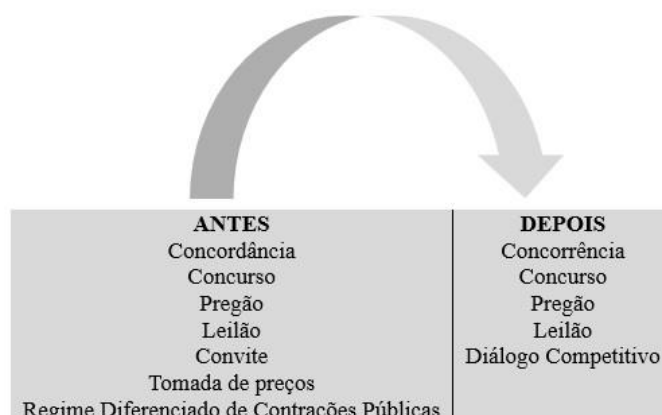 ANTES
Concordância
Concurso
Pregão
Leilão
Convite
Tomada de preços
Regime Diferenciado de Contrações Públicas
DEPOIS
Concorrência
Concurso
Pregão
Leilão
Diálogo Competitivo